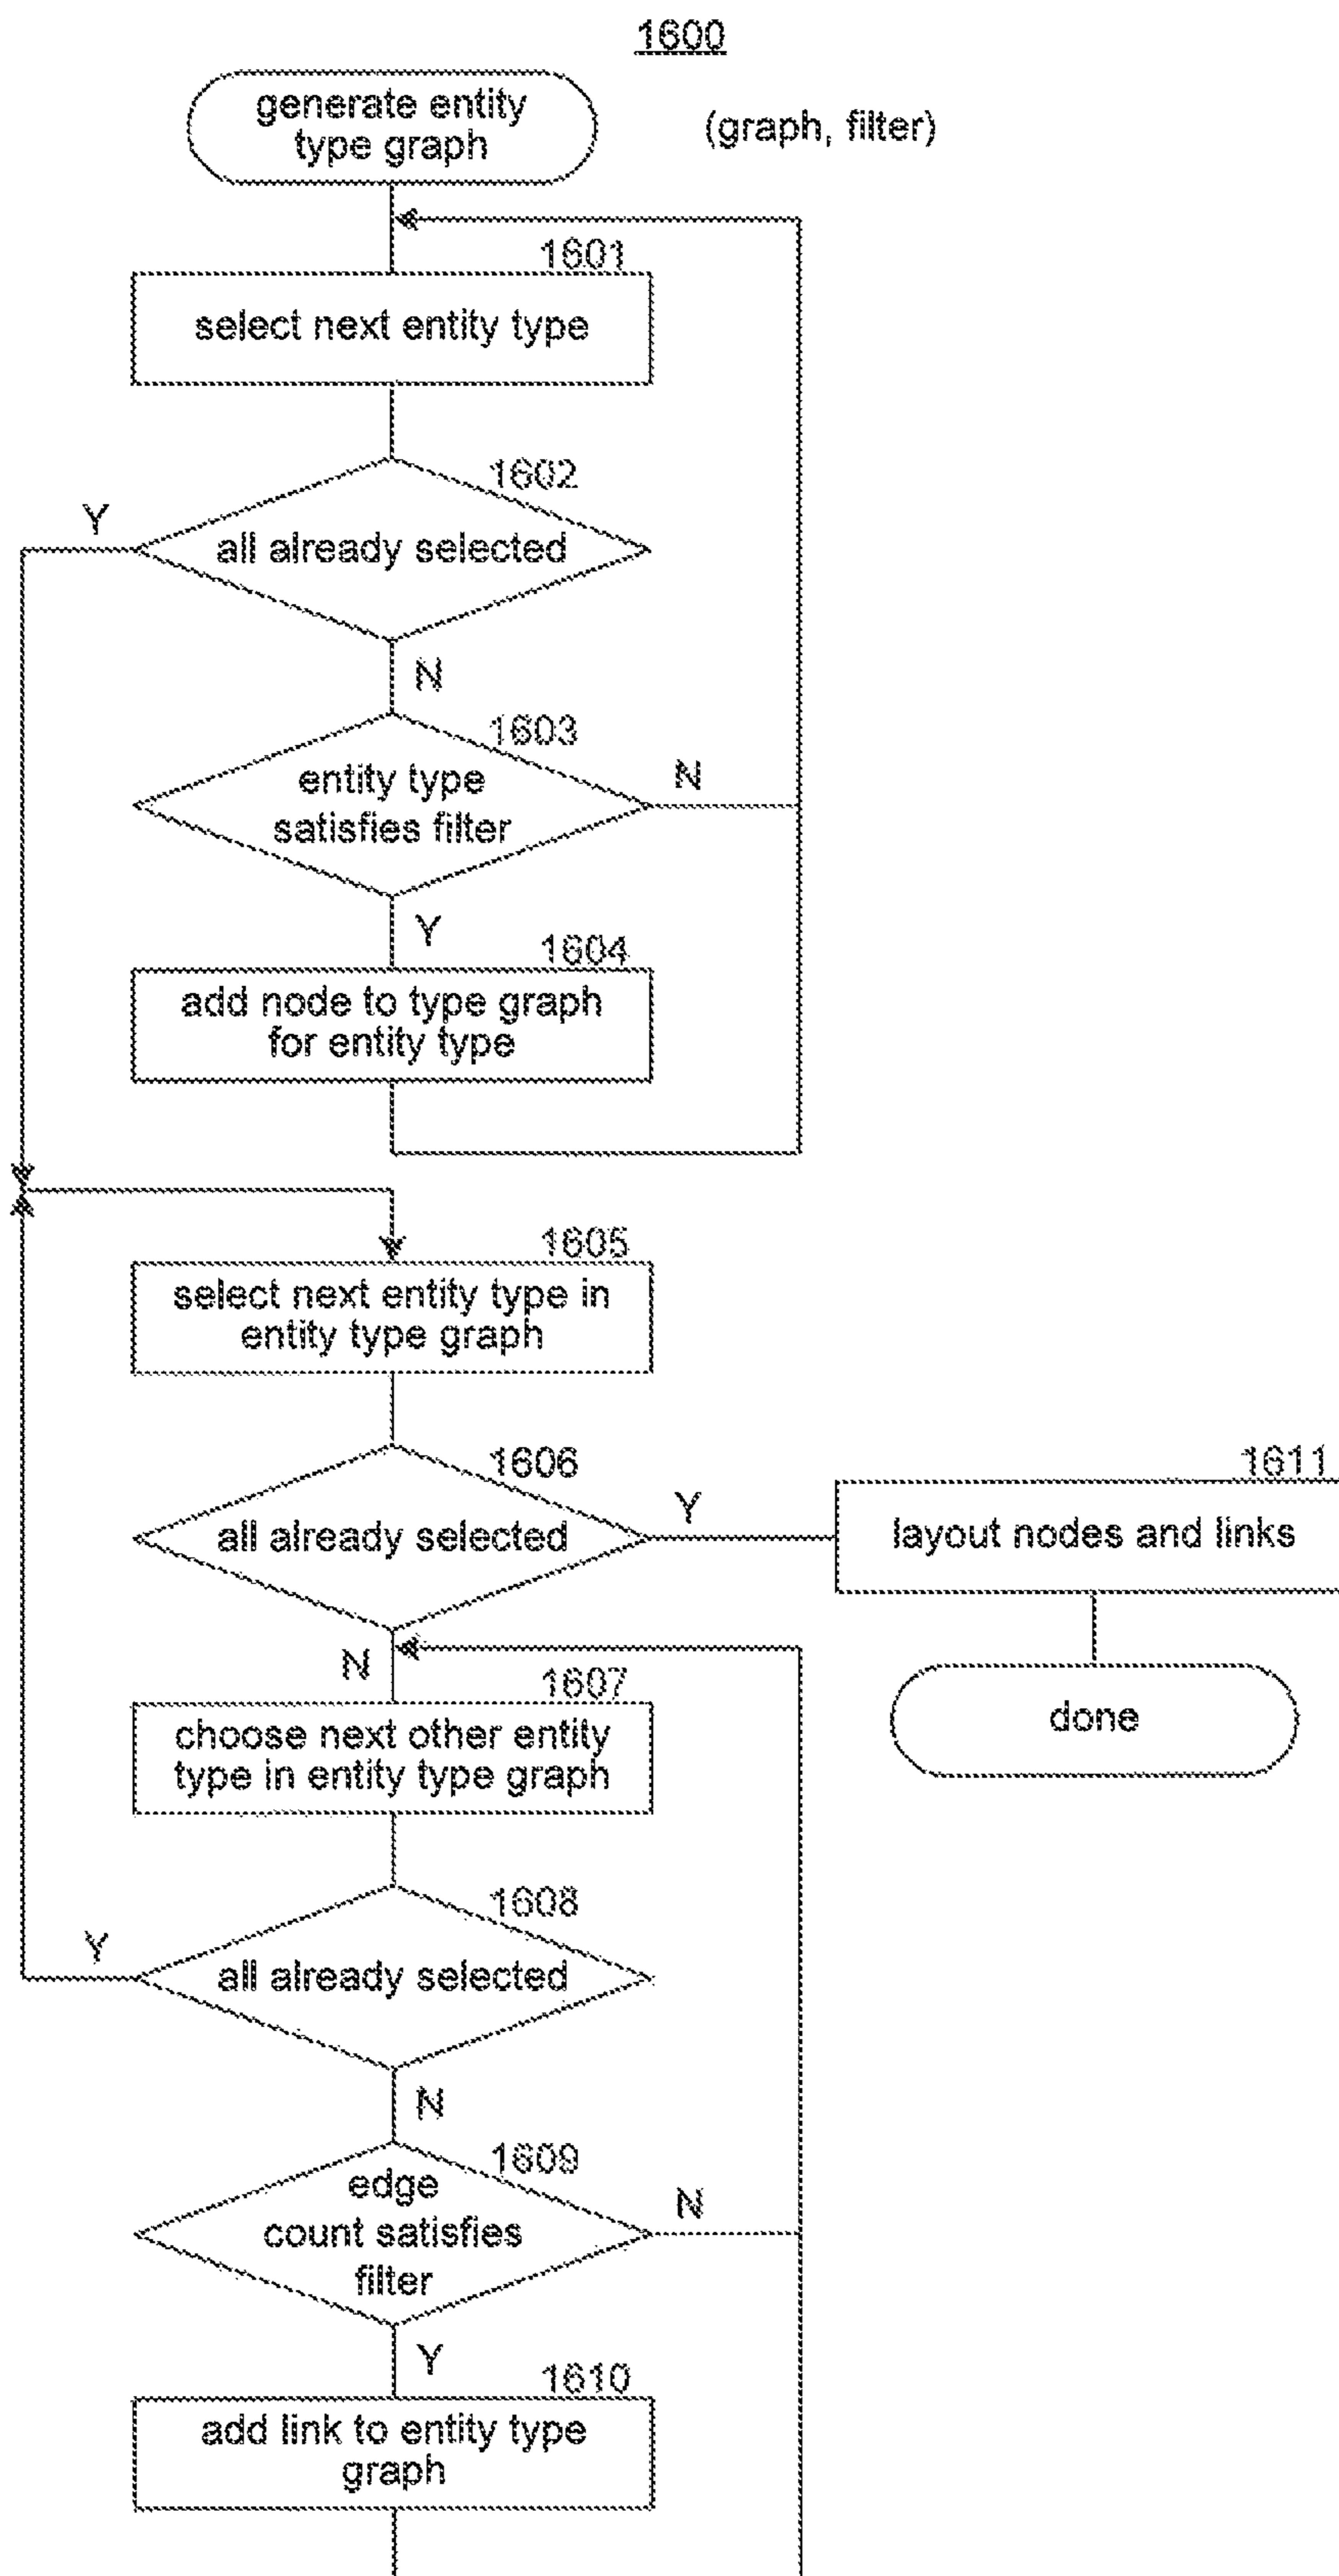 1600
generate entity
type graph
(graph, filter)
1601
select next entity type
1602
Y
all already selected
N
1603
entity type
satisfies filter
N
Y
1604
add node to type graph
for entity type
1605
select next entity type in
entity type graph
1606
all already selected
Y
1611
layout nodes and links
N
done
1607
choose next other entity
type in entity type graph
1608
Y
all already selected
N
1609
edge
count satisfies
filter
N
Y
1610
add link to entity type
graph